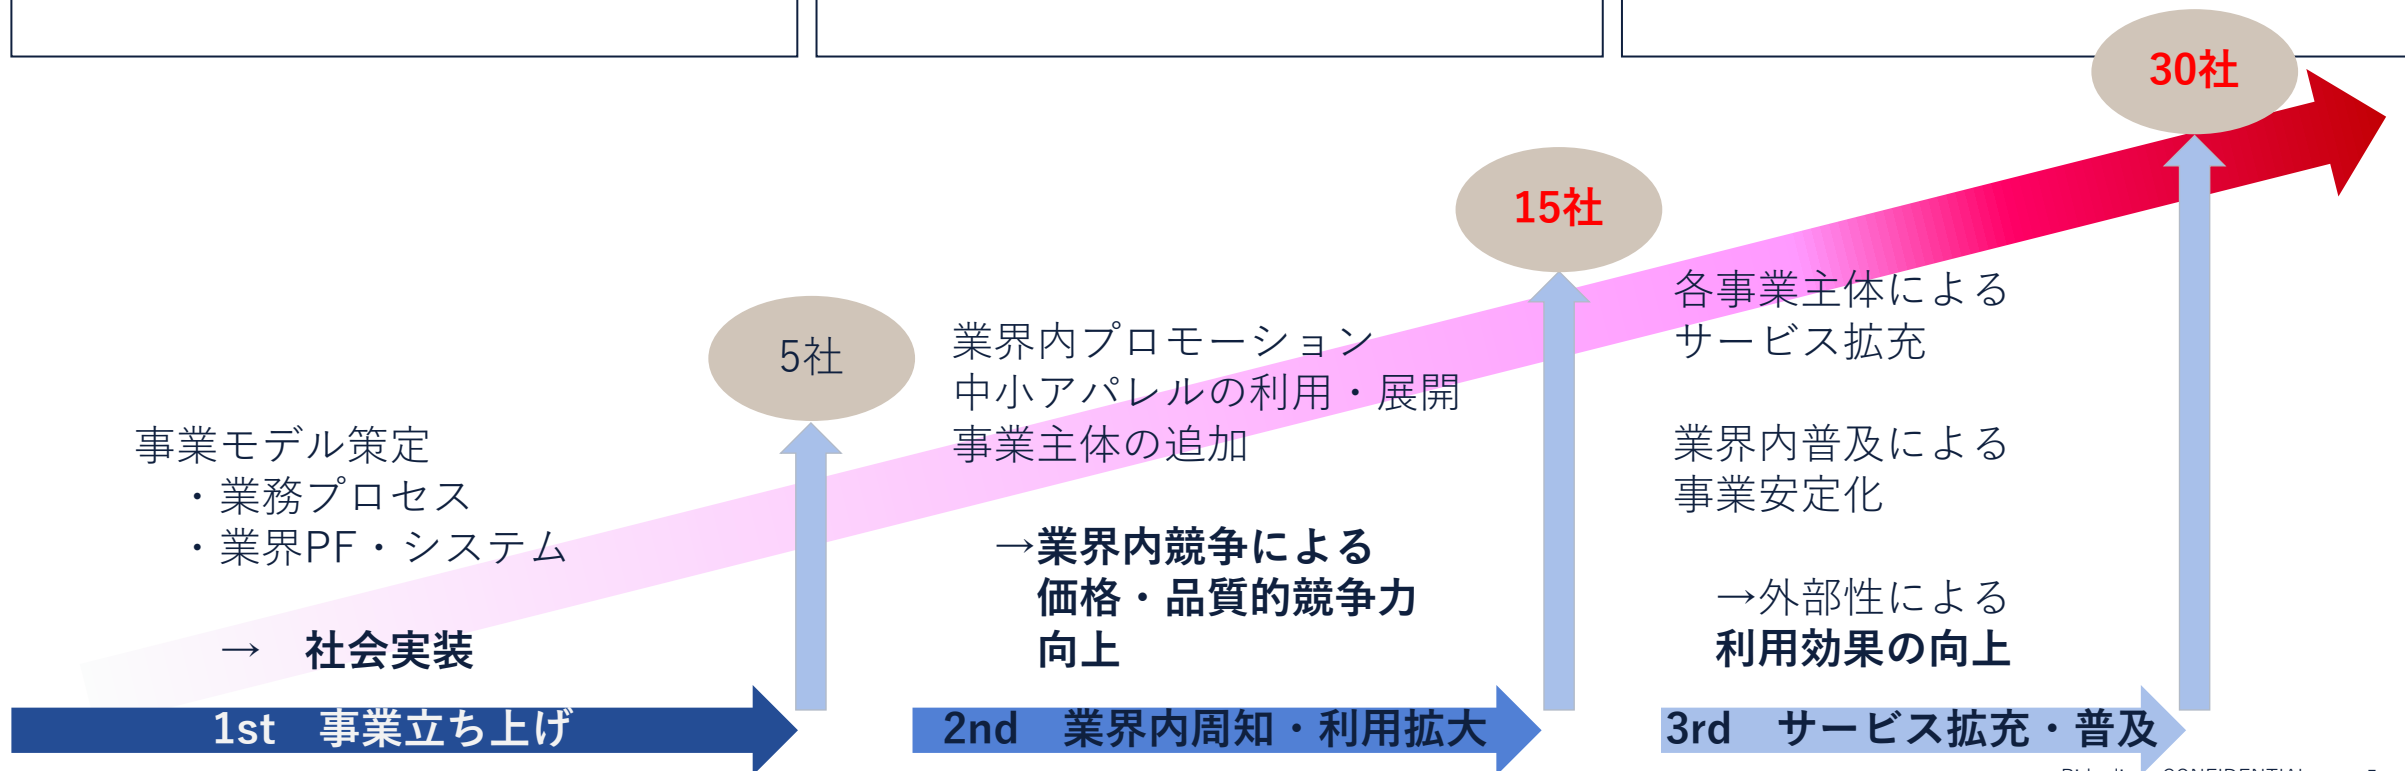 30社
15社
5社
事業モデル策定
・業務プロセス
・業界PF・システム
→ 社会実装
1st 事業立ち上げ
業界内プロモーション
中小アパレルの利用・展開
事業主体の追加
→業界内競争による
価格・品質的競争力
向上
2nd 業界内周知・利用拡大
各事業主体による
サービス拡充
業界内普及による
事業安定化
→外部性による
利用効果の向上
3rd サービス拡充・普及
CONFIDENTIAL